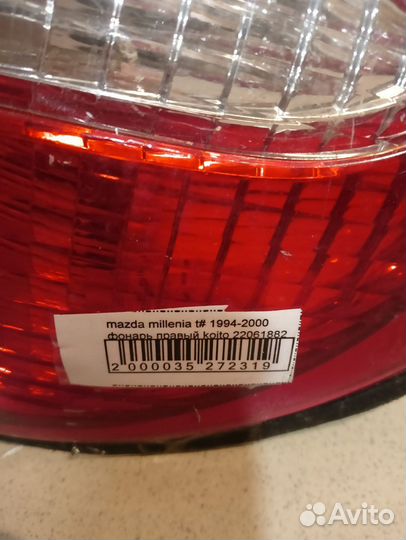 mazda millenia t# 1994-2000
фонарь правый koito 22061882
2 000035 272319
Avito